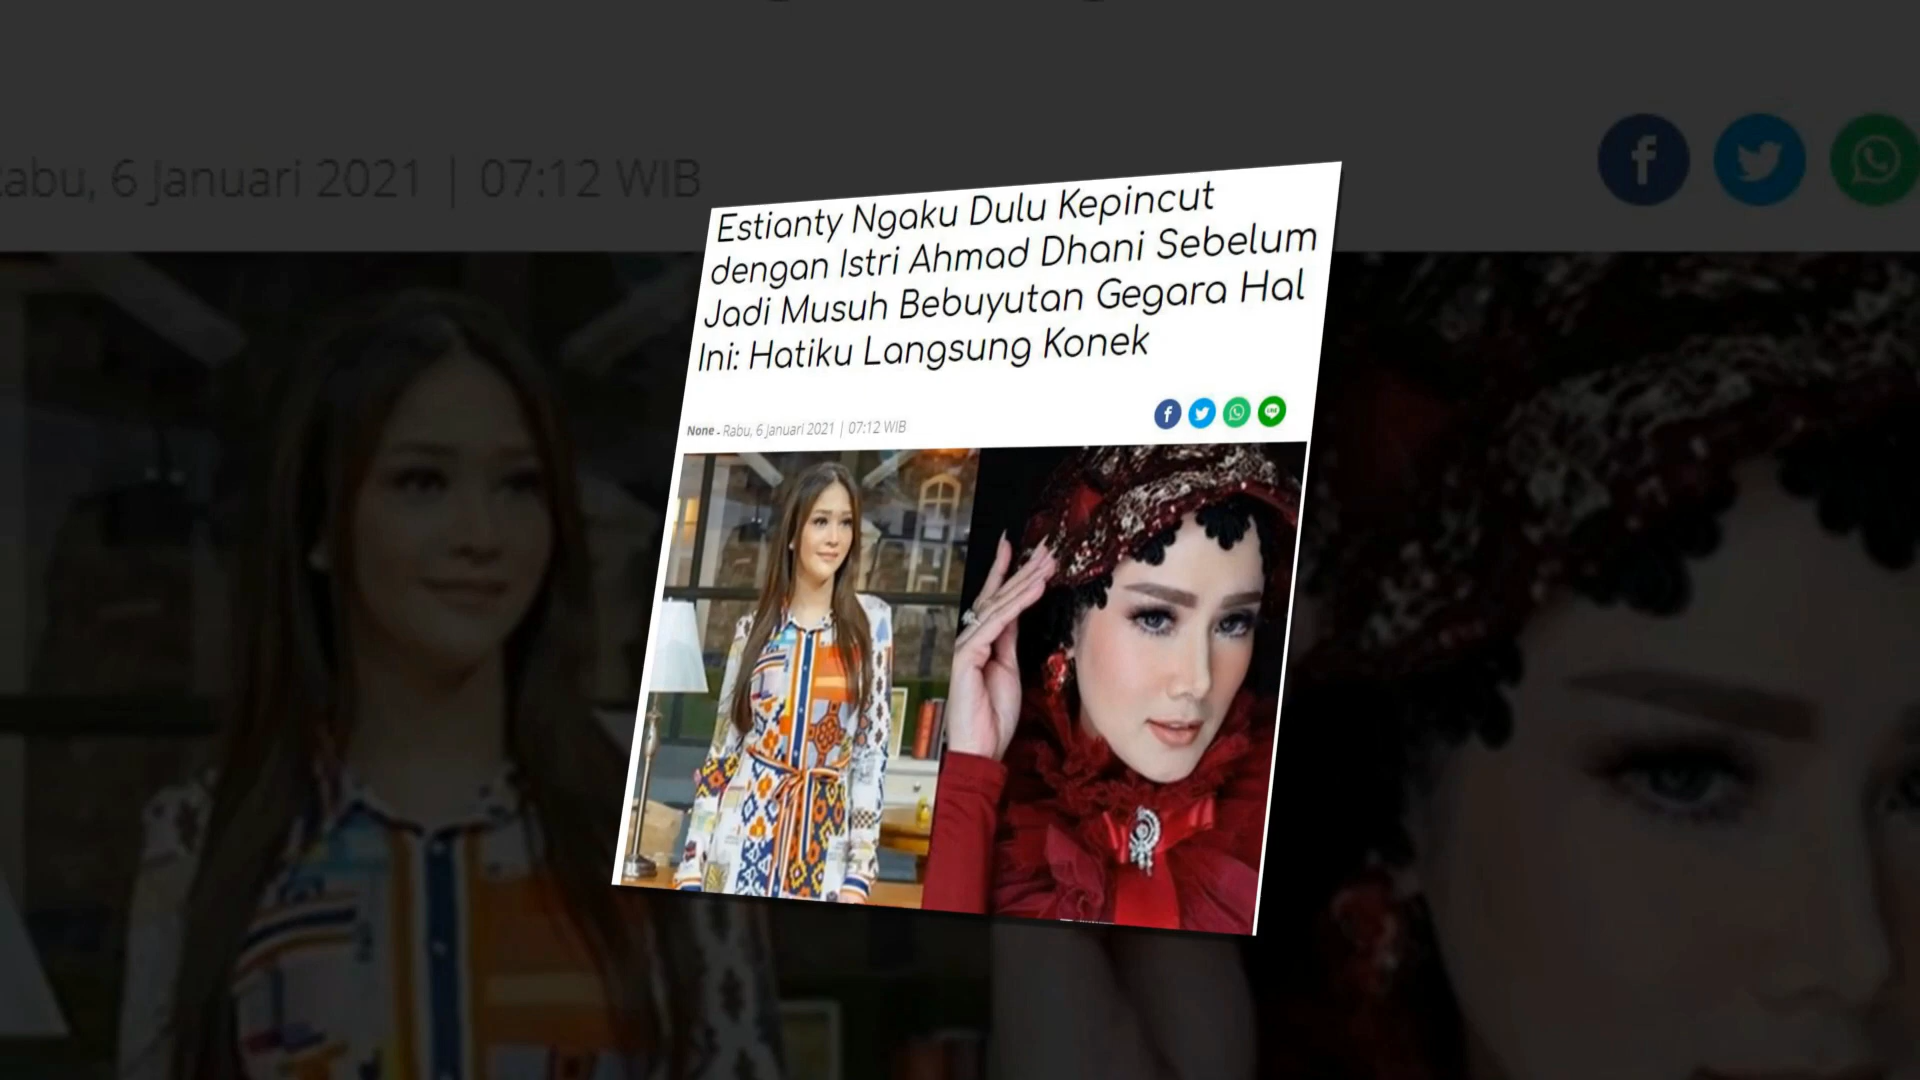 abu, 6 Januari 2021 | 07:12 WIB
Estianty Ngaku Dulu Kepincut
dengan Istri Ahmad Dhani Sebelum
Jadi Musuh Bebuyutan Gegara Hal
Ini: Hatiku Langsung Konek
None - Rabu, 6 Januari 2021 | 07:12 WIB